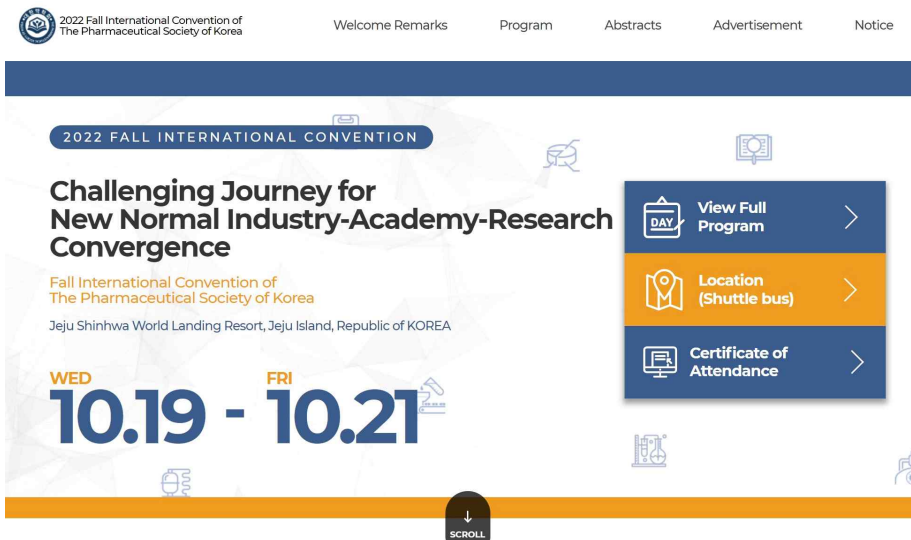 2022 Fall International Convention of
The Pharmaceutical Society of Korea
Welcome Remarks
Program
Abstracts
Advertisement
Notice
2022 FALL INTERNATIONAL CONVENTION
Challenging Journey for
New Normal Industry-Academy-Research
Convergence
Fall International Convention of
The Pharmaceutical Society of Korea
Jeju Shinhwa World Landing Resort, Jeju Island, Republic of KOREA
WED
10.19 -
FRI
10.21
DAY
View Full
Program
Location
(Shuttle bus)
Certificate of
Attendance
SCROLL